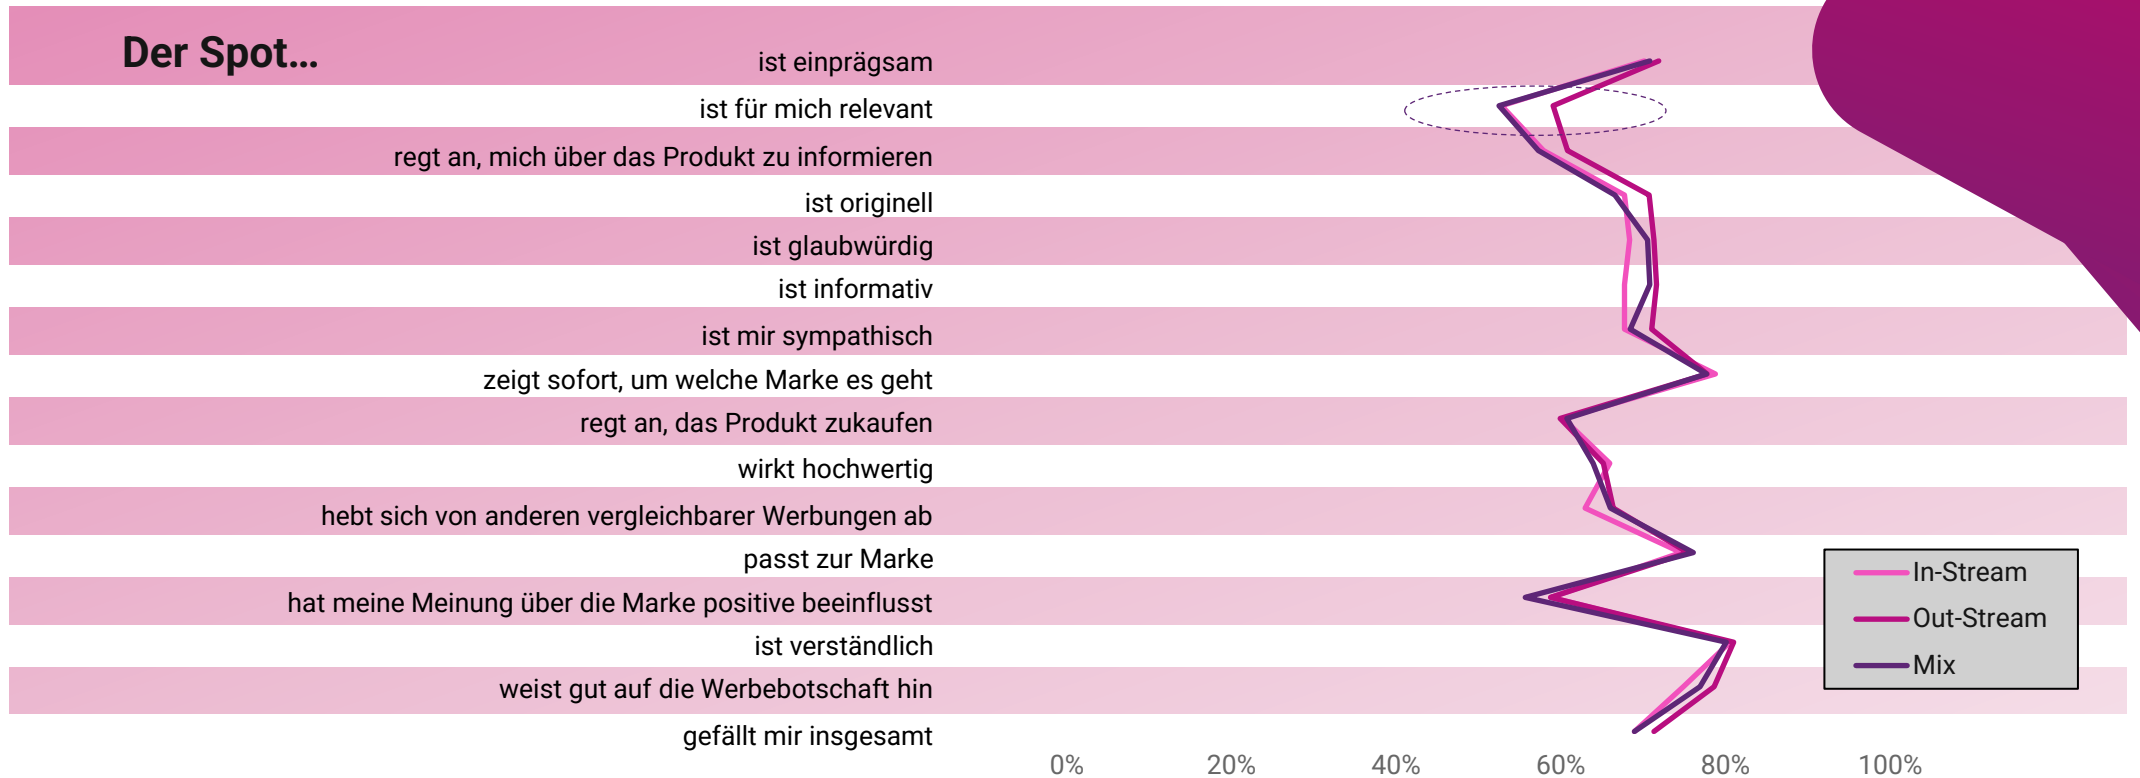 Der Spot...
ist einprägsam
ist für mich relevant
regt an, mich über das Produkt zu informieren
ist originell
ist glaubwürdig
ist informativ
ist mir sympathisch
zeigt sofort, um welche Marke es geht
regt an, das Produkt zukaufen
wirkt hochwertig
hebt sich von anderen vergleichbarer Werbungen ab
passt zur Marke
hat meine Meinung über die Marke positive beeinflusst
ist verständlich
weist gut auf die Werbebotschaft hin
gefällt mir insgesamt
In-Stream
Out-Stream
Mix
0% 20% 40% 60% 80% 100%